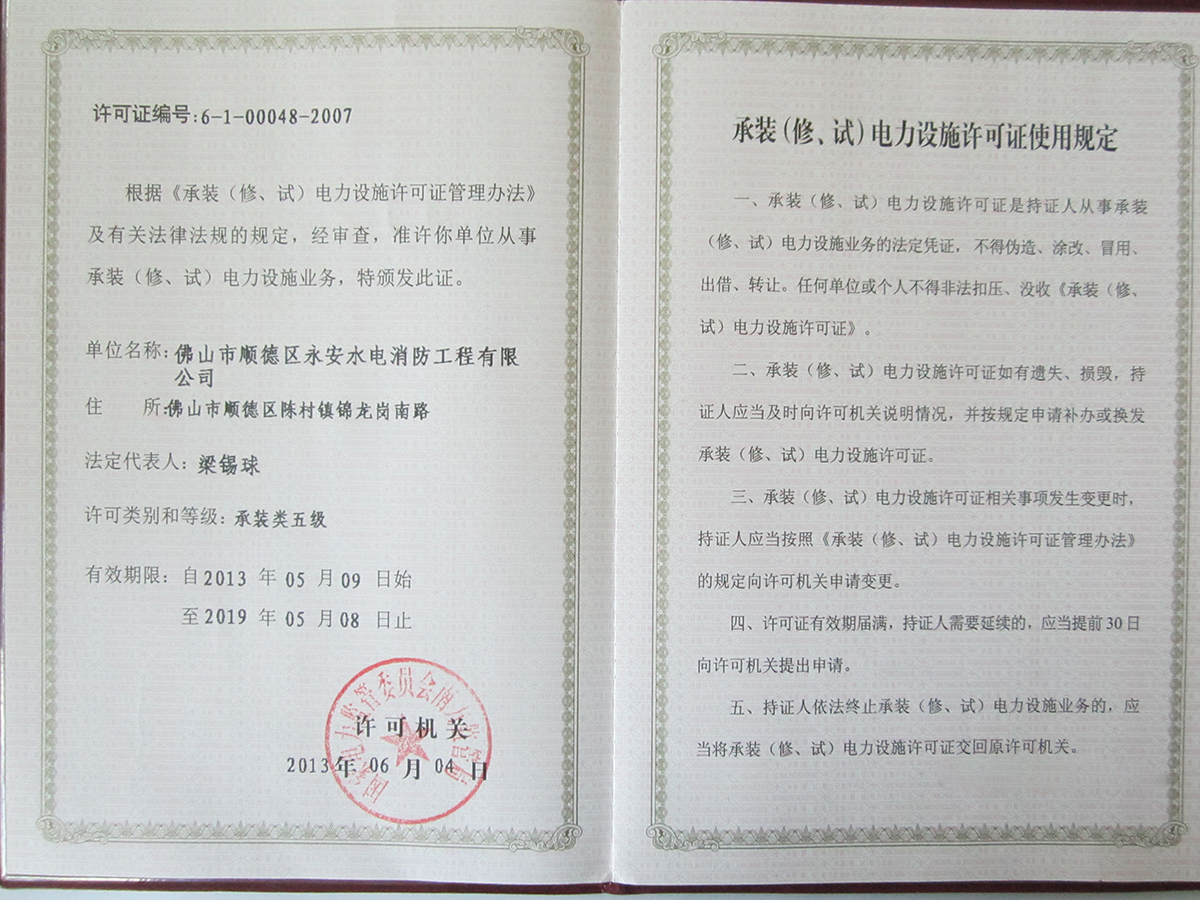 许可证编号:6-1-00048-2007
根据《承装（修、试）电力设施许可证管理办法》
及有关法律法规的规定，经审查，准许你单位从事
承装（修、试）电力设施业务，特颁发此证。
单位名称:佛山市顺德区永安水电消防工程有限
公司
住 所:佛山市顺德区陈村镇锦龙岗南路
法定代表人: 梁锡球
许可类别和等级: 承装类五级
有效期限: 自2013 年 05 月 09 日始
至2019 年 05 月 08 日止
国家电力监管委员会南方监管局
许可机关
2013年 06 月 04 日
承装（修、试）电力设施许可证使用规定
一、承装（修、试）电力设施许可证是持证人从事承装
（修、试）电力设施业务的法定凭证，不得伪造、涂改、冒用、
出借、转让。任何单位或个人不得非法扣压、没收《承装（修、
试）电力设施许可证》。
二、承装（修、试）电力设施许可证如有遗失、损毁，持
证人应当及时向许可机关说明情况，并按规定申请补办或换发
承装（修、试）电力设施许可证。
三、承装（修、试）电力设施许可证相关事项发生变更时，
持证人应当按照《承装（修、试）电力设施许可证管理办法》
的规定向许可机关申请变更。
四、许可证有效期届满，持证人需要延续的，应当提前 30 日
向许可机关提出申请。
五、持证人依法终止承装（修、试）电力设施业务的，应
当将承装（修、试）电力设施许可证交回原许可机关。